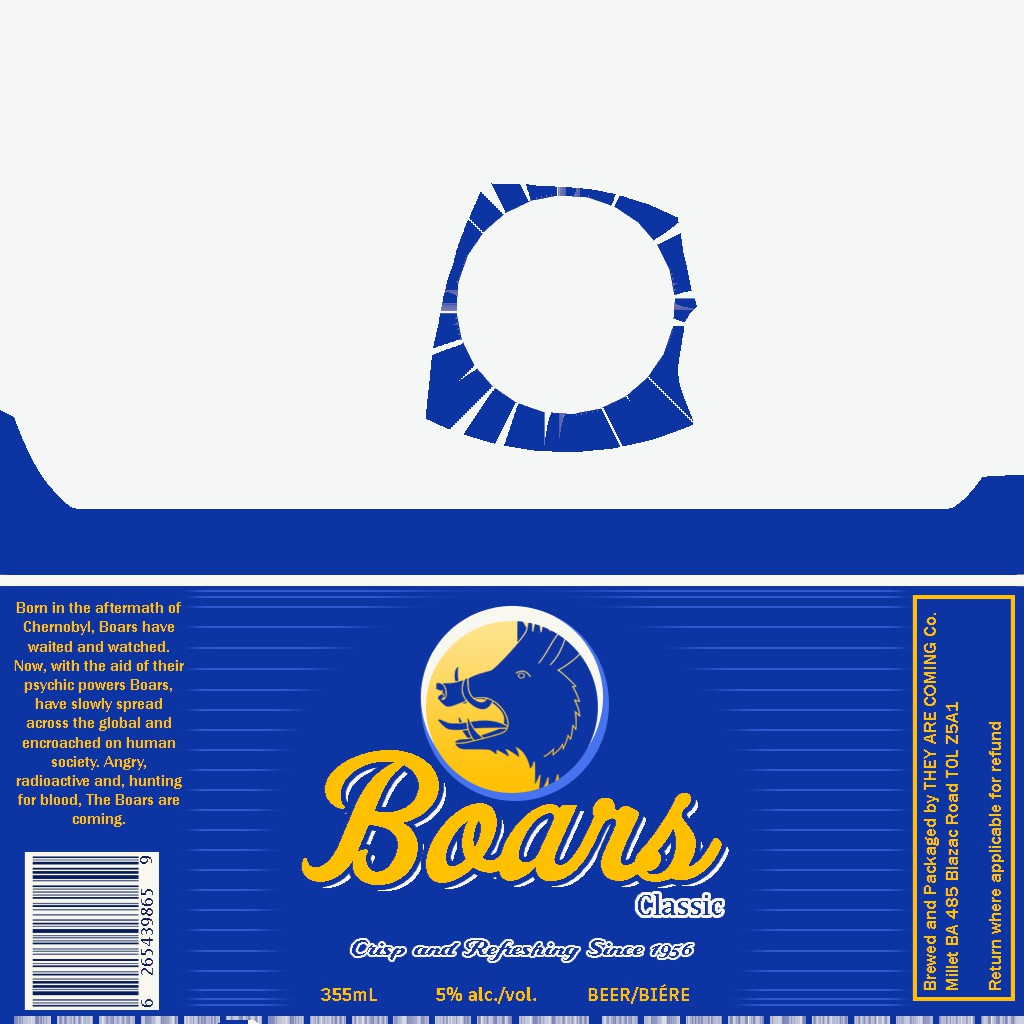 Born in the aftermath of
Chernobyl, Boars have
waited and watched.
Now, with the aid of their
psychic powers Boars,
have slowly spread
across the global and
encroached on human
society. Angry,
radioactive and, hunting
for blood, The Boars are
coming.
6 265439865 9
Boars
Classic
Crisp and Refreshing Since 1956
355mL 5% alc./vol. BEER/BIÉRE
Brewed and Packaged by THEY ARE COMING Co.
Millet BA 485 Blazac Road T0L Z5A1
Return where applicable for refund